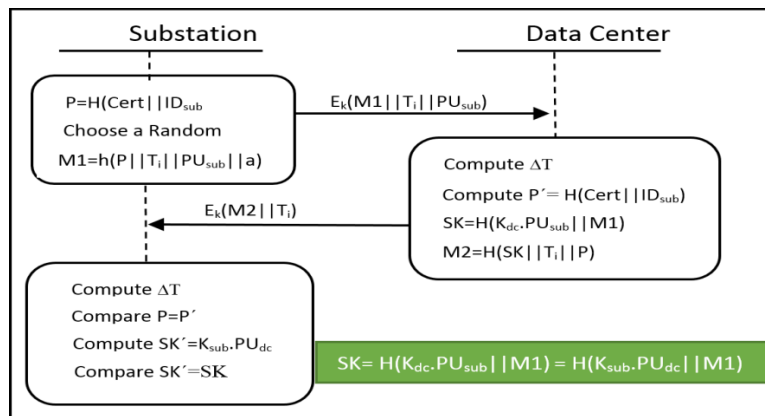 Substation
Data Center
P=H(Cert||IDsub
Choose a Random
M1=h(P||Ti||PUsub||a)
Ek(M1||Ti||PUsub)
Compute ΔT
Compute P´= H(Cert||IDsub)
SK=H(Kdc.PUsub||M1)
M2=H(SK||Ti||P)
Ek(M2||Ti)
Compute ΔT
Compare P=P´
Compute SK´=Ksub.PUdc
Compare SK´=SK
SK= H(Kdc.PUsub||M1) = H(Ksub.PUdc||M1)